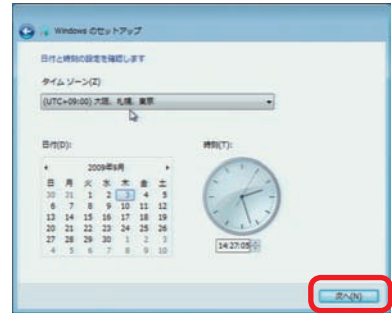 Windows のセットアップ
日付と時刻の設定を確認します
タイム ゾーン(Z)
(UTC+09:00) 大阪、札幌、東京
日付(D):
時刻(T):
2009年9月
日 月 火 水 木 金 土
30 31 1 2 3 4 5
6 7 8 9 10 11 12
13 14 15 16 17 18 19
20 21 22 23 24 25 26
27 28 29 30 1 2 3
4 5 6 7 8 9 10
14:27:05
次へ(N)